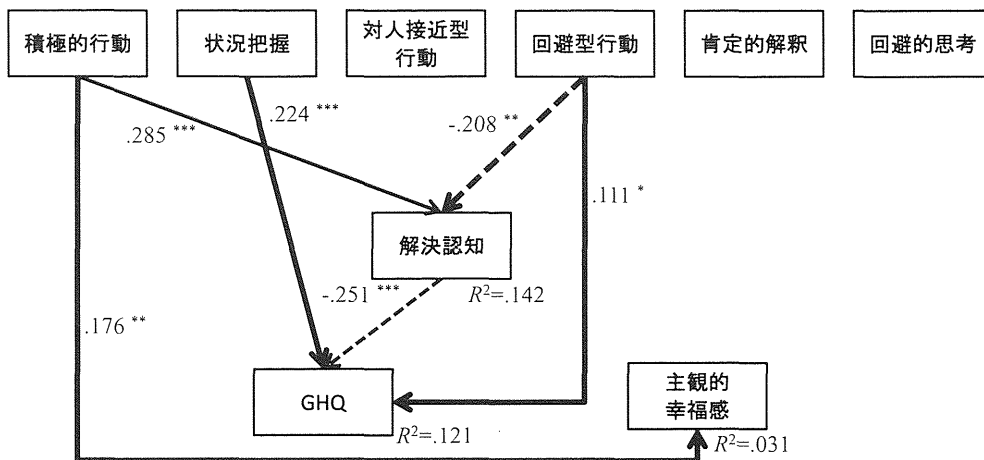 積極的行動
状況把握
対人接近型
行動
回避型行動
肯定的解釈
回避的思考
.285 ***
.224 ***
-.208 **
.111 *
解決認知
R²=.142
-.251 ***
.176 **
GHQ
R²=.121
主観的
幸福感
R²=.031